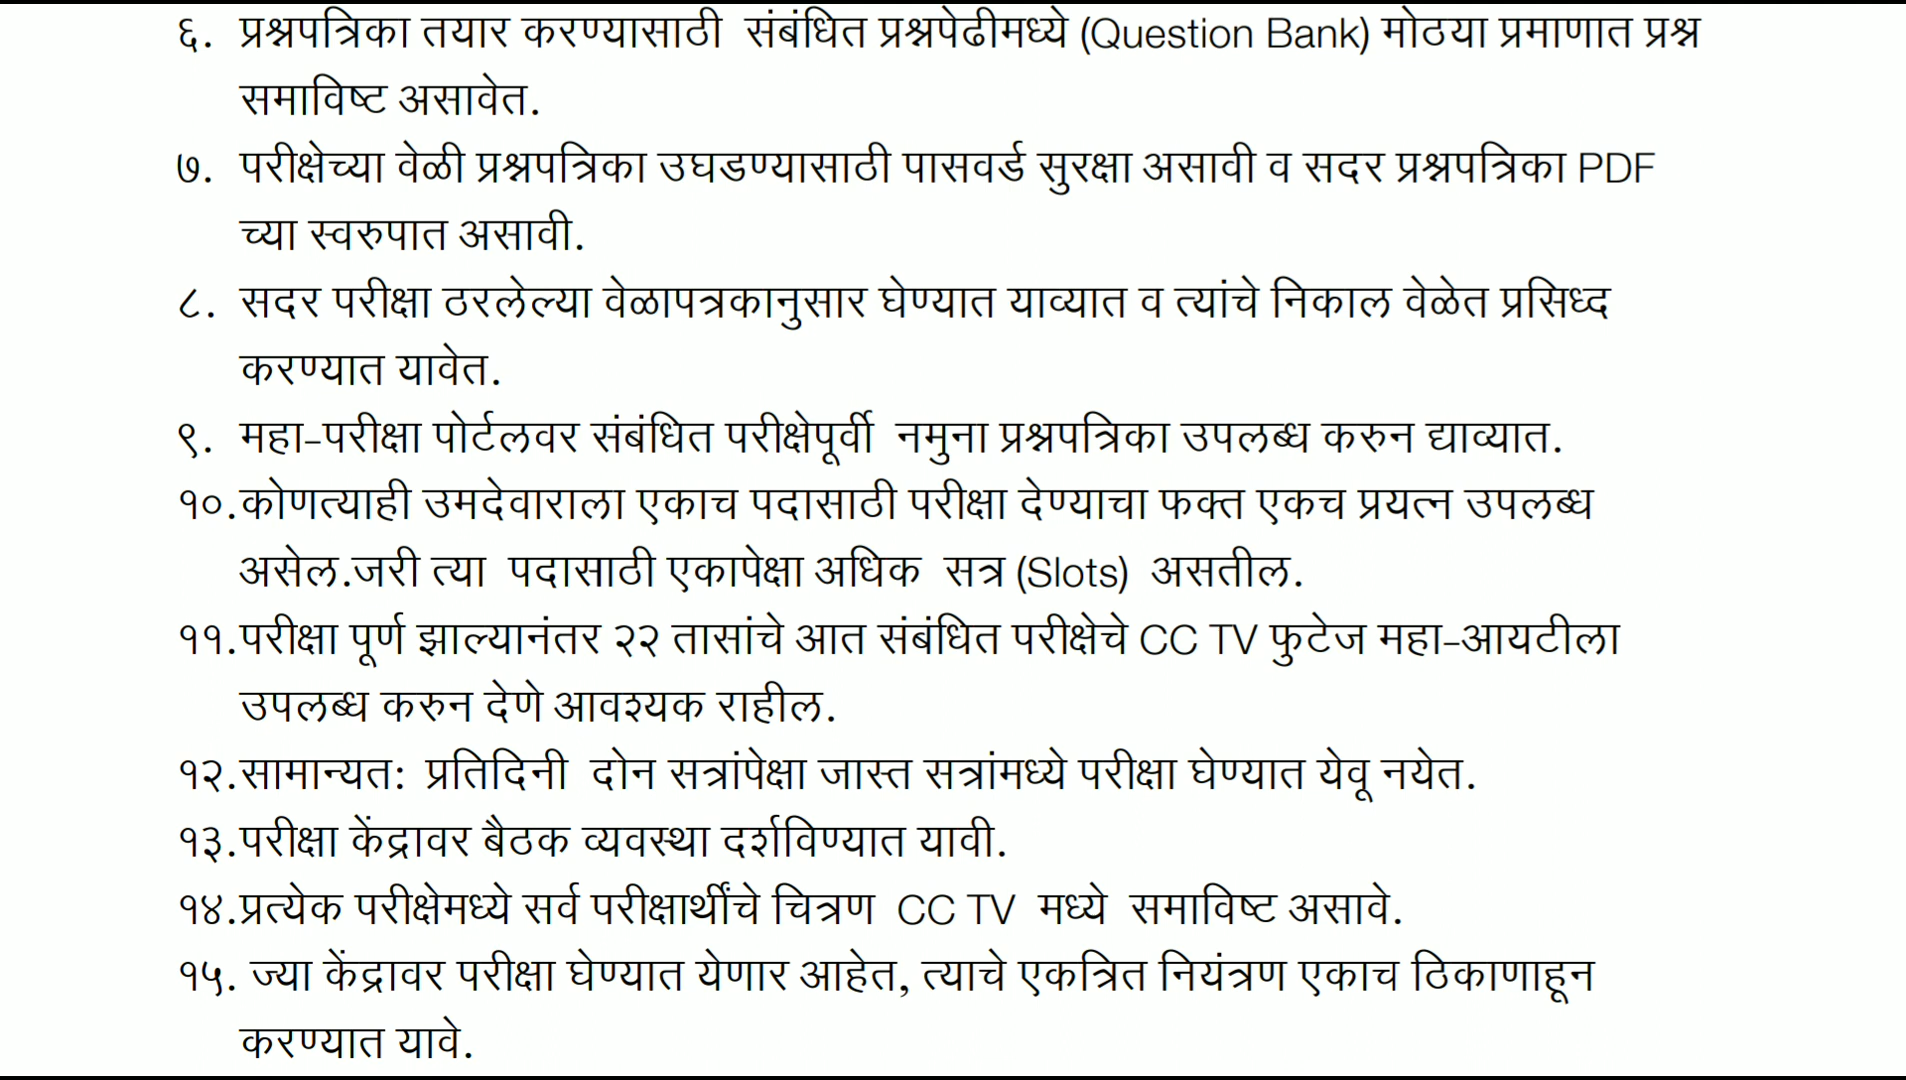 ६. प्रश्नपत्रिका तयार करण्यासाठी संबंधित प्रश्नपेढीमध्ये (Question Bank) मोठया प्रमाणात प्रश्न
समाविष्ट असावेत.
७. परीक्षेच्या वेळी प्रश्नपत्रिका उघडण्यासाठी पासवर्ड सुरक्षा असावी व सदर प्रश्नपत्रिका PDF
च्या स्वरुपात असावी.
८. सदर परीक्षा ठरलेल्या वेळापत्रकानुसार घेण्यात याव्यात व त्यांचे निकाल वेळेत प्रसिध्द
करण्यात यावेत.
९. महा-परीक्षा पोर्टलवर संबंधित परीक्षेपूर्वी नमुना प्रश्नपत्रिका उपलब्ध करुन द्याव्यात.
१०.कोणत्याही उमदेवाराला एकाच पदासाठी परीक्षा देण्याचा फक्त एकच प्रयत्न उपलब्ध
असेल.जरी त्या पदासाठी एकापेक्षा अधिक सत्र (Slots) असतील.
११.परीक्षा पूर्ण झाल्यानंतर २२ तासांचे आत संबंधित परीक्षेचे CC TV फुटेज महा-आयटीला
उपलब्ध करुन देणे आवश्यक राहील.
१२.सामान्यत: प्रतिदिनी दोन सत्रांपेक्षा जास्त सत्रांमध्ये परीक्षा घेण्यात येवू नयेत.
१३.परीक्षा केंद्रावर बैठक व्यवस्था दर्शविण्यात यावी.
१४.प्रत्येक परीक्षेमध्ये सर्व परीक्षार्थींचे चित्रण CC TV मध्ये समाविष्ट असावे.
१५. ज्या केंद्रावर परीक्षा घेण्यात येणार आहेत, त्याचे एकत्रित नियंत्रण एकाच ठिकाणाहून
करण्यात यावे.